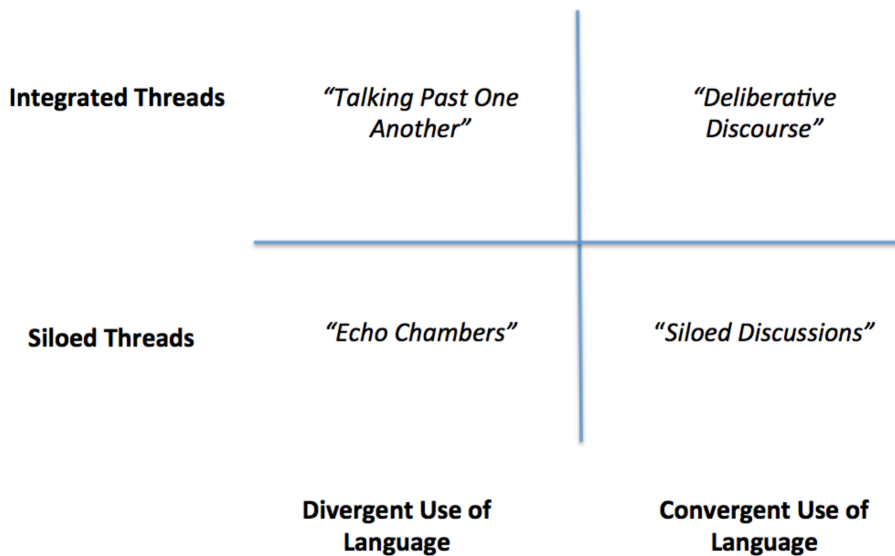 Integrated Threads
“Talking Past One
Another”
“Deliberative
Discourse”
Siloed Threads
“Echo Chambers”
“Siloed Discussions”
Divergent Use of
Language
Convergent Use of
Language